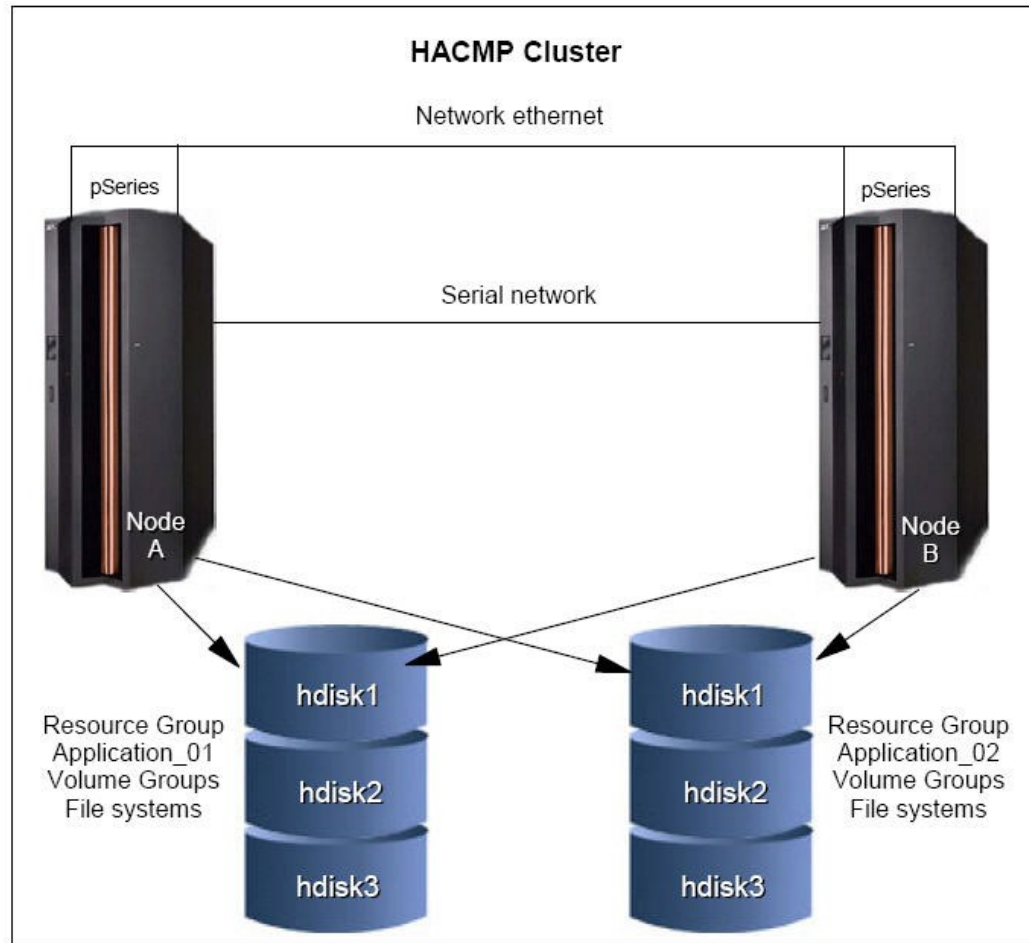 HACMP Cluster
Network ethernet
pSeries
pSeries
Serial network
Node
A
Node
B
hdisk1
hdisk2
hdisk3
hdisk1
hdisk2
hdisk3
Resource Group
Application_01
Volume Groups
File systems
Resource Group
Application_02
Volume Groups
File systems